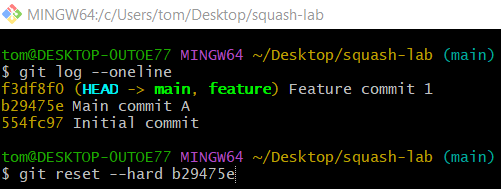 MINGW64:/c/Users/tom/Desktop/squash-lab
tom@DESKTOP-OUTOE77 MINGW64 ~/Desktop/squash-lab (main)
$ git log --oneline
f3df8f0 (HEAD -> main, feature) Feature commit 1
b29475e Main commit A
554fc97 Initial commit
tom@DESKTOP-OUTOE77 MINGW64 ~/Desktop/squash-lab (main)
$ git reset --hard b29475e